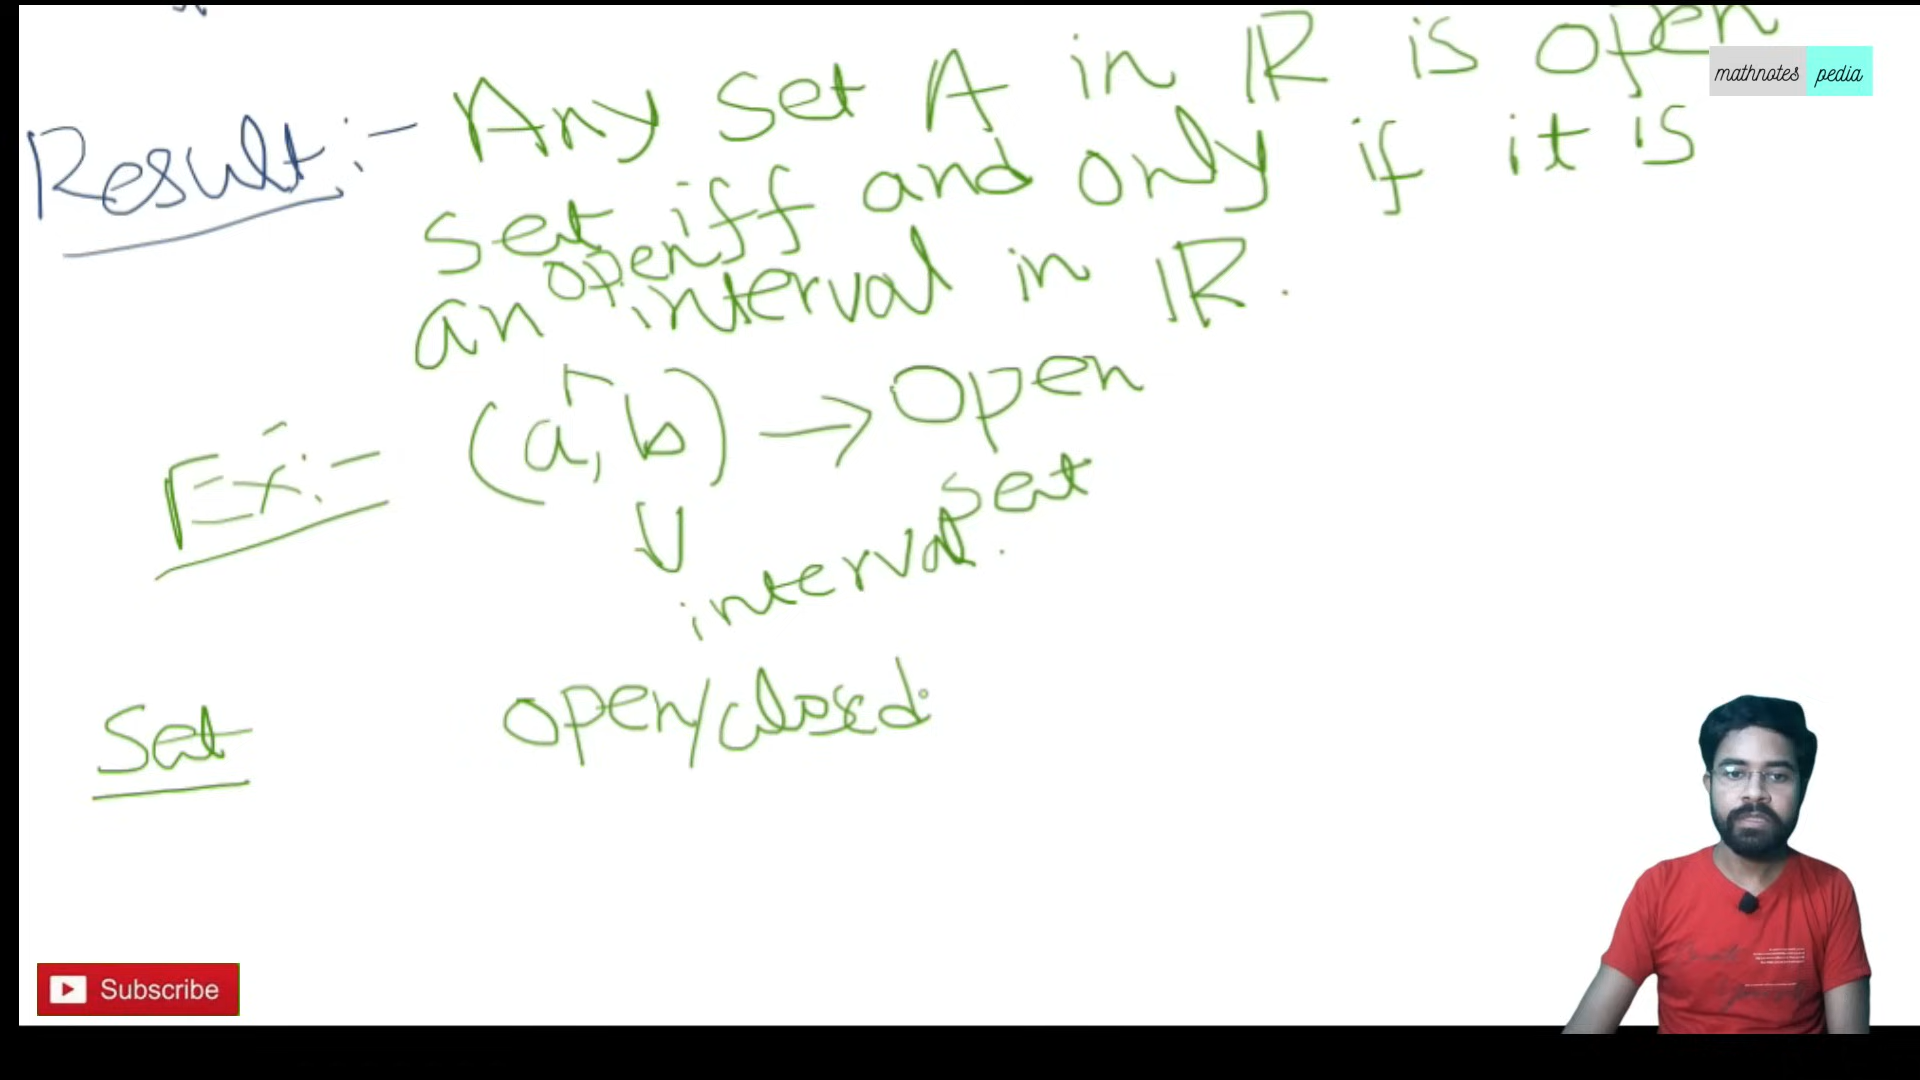 Result:- Any set A in IR is open
set iff and only if it is
an open interval in IR.
Ex:- (a, b) → open
set
interval.
Set open/closed.
mathnotes pedia
Subscribe